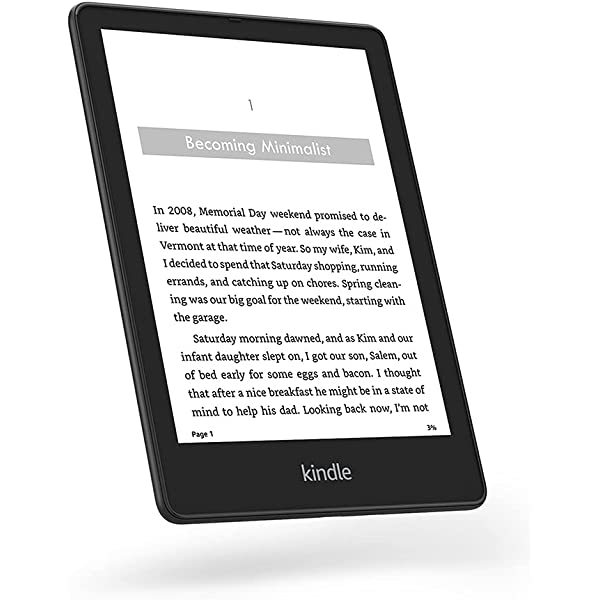 1
Becoming Minimalist
In 2008, Memorial Day weekend promised to de-
liver beautiful weather—not always the case in
Vermont at that time of year. So my wife, Kim, and
I decided to spend that Saturday shopping, running
errands, and catching up on chores. Spring clean-
ing was our big goal for the weekend, starting with
the garage.
Saturday morning dawned, and as Kim and our
infant daughter slept on, I got our son, Salem, out
of bed early for some eggs and bacon. I thought
that after a nice breakfast he might be in a state of
mind to help his dad. Looking back now, I'm not
Page 1 3%
kindle